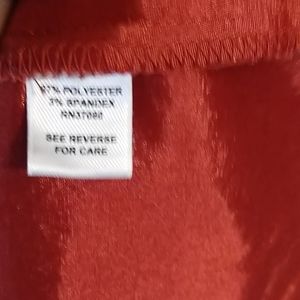 97% POLYESTER
3% SPANDEX
SEE REVERSE
FOR CARE